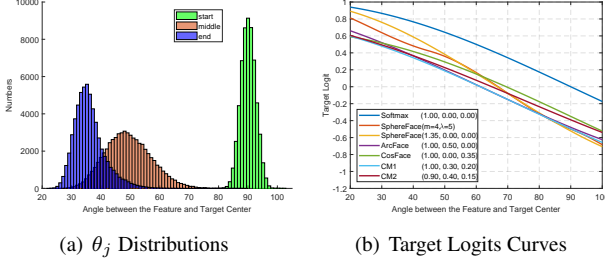 10000
8000
6000
4000
2000
0
Numbers
start
middle
end
20 30 40 50 60 70 80 90 100
Angle between the Feature and Target Center
(a) θj Distributions
1
0.8
0.6
0.4
0.2
0
-0.2
-0.4
-0.6
-0.8
-1
-1.2
Target Logit
Softmax (1.00, 0.00, 0.00)
SphereFace(m=4,λ=5)
SphereFace(1.35, 0.00, 0.00)
ArcFace (1.00, 0.50, 0.00)
CosFace (1.00, 0.00, 0.35)
CM1 (1.00, 0.30, 0.20)
CM2 (0.90, 0.40, 0.15)
20 30 40 50 60 70 80 90 100
Angle between the Feature and Target Center
(b) Target Logits Curves